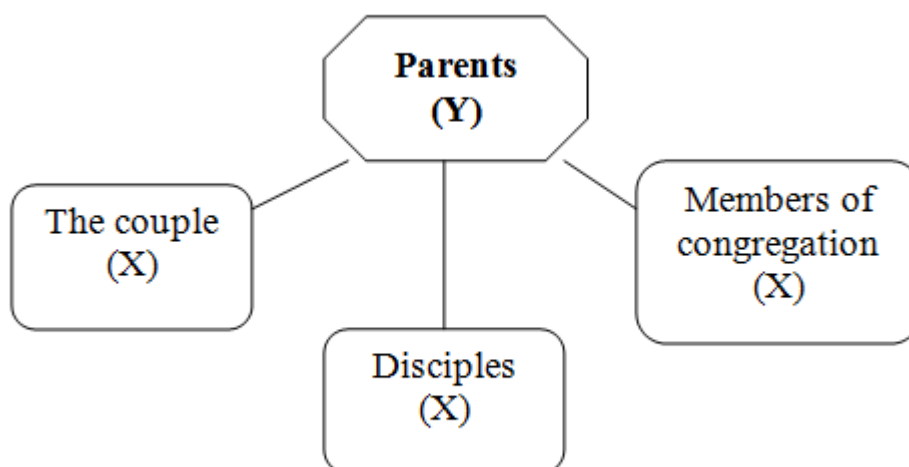 Parents
(Y)
The couple
(X)
Members of
congregation
(X)
Disciples
(X)